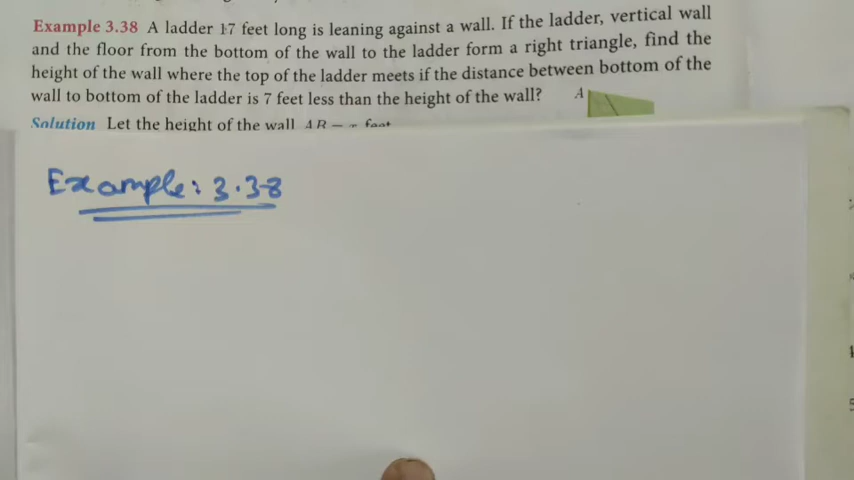 Example 3.38 A ladder 17 feet long is leaning against a wall. If the ladder, vertical wall
and the floor from the bottom of the wall to the ladder form a right triangle, find the
height of the wall where the top of the ladder meets if the distance between bottom of the
wall to bottom of the ladder is 7 feet less than the height of the wall?
A
Solution Let the height of the wall AB = x feet
Example: 3.38